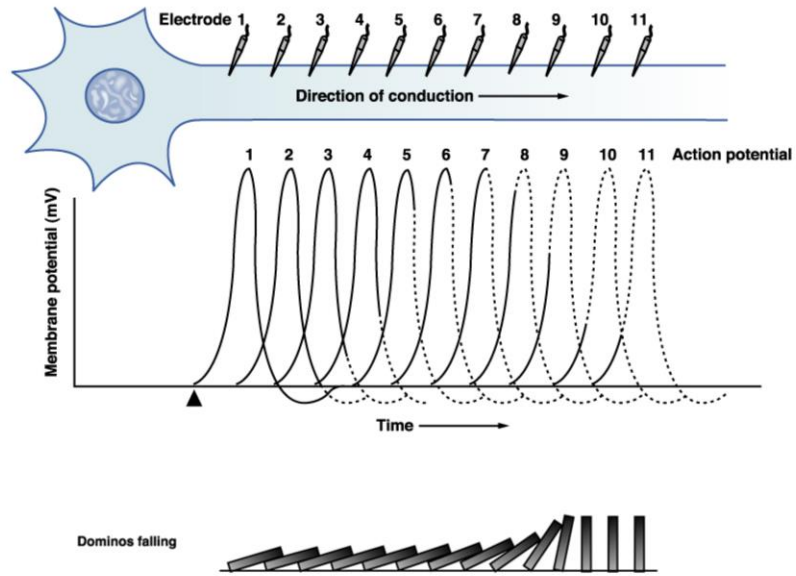 Electrode 1 2 3 4 5 6 7 8 9 10 11
Direction of conduction
1 2 3 4 5 6 7 8 9 10 11 Action potential
Membrane potential (mV)
Time
Dominos falling